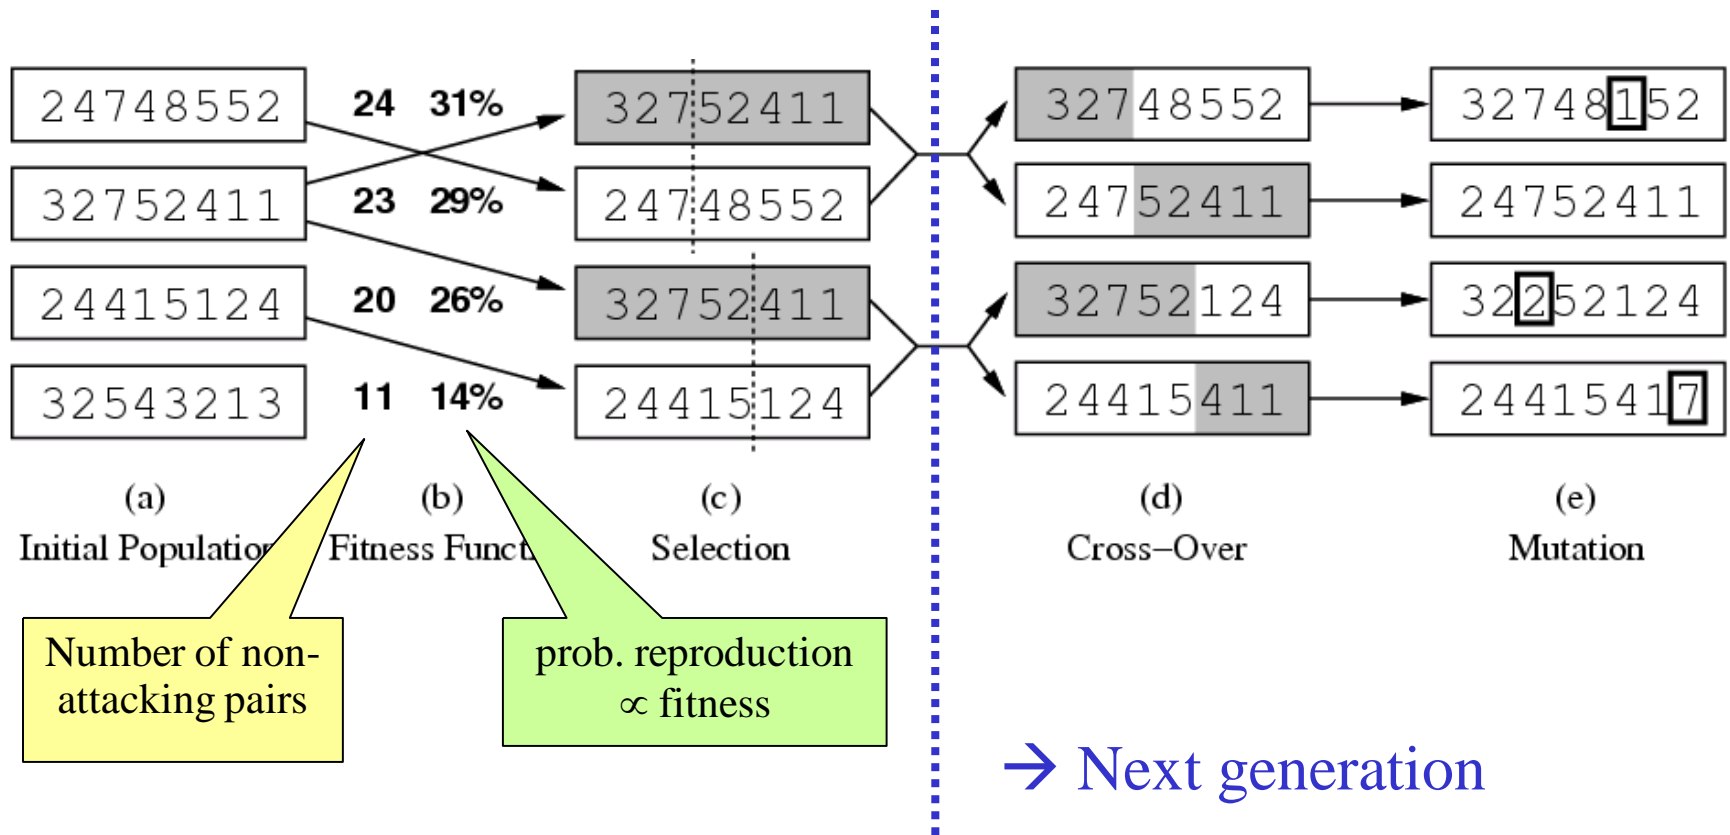 24748552 24 31% 32752411 32748552 32748152
32752411 23 29% 24748552 24752411 24752411
24415124 20 26% 32752411 32752124 32252124
32543213 11 14% 24415124 24415411 24415417
(a) (b) (c) (d) (e)
Initial Population Fitness Funct Selection Cross–Over Mutation
Number of non-
attacking pairs
prob. reproduction
∝ fitness
→ Next generation